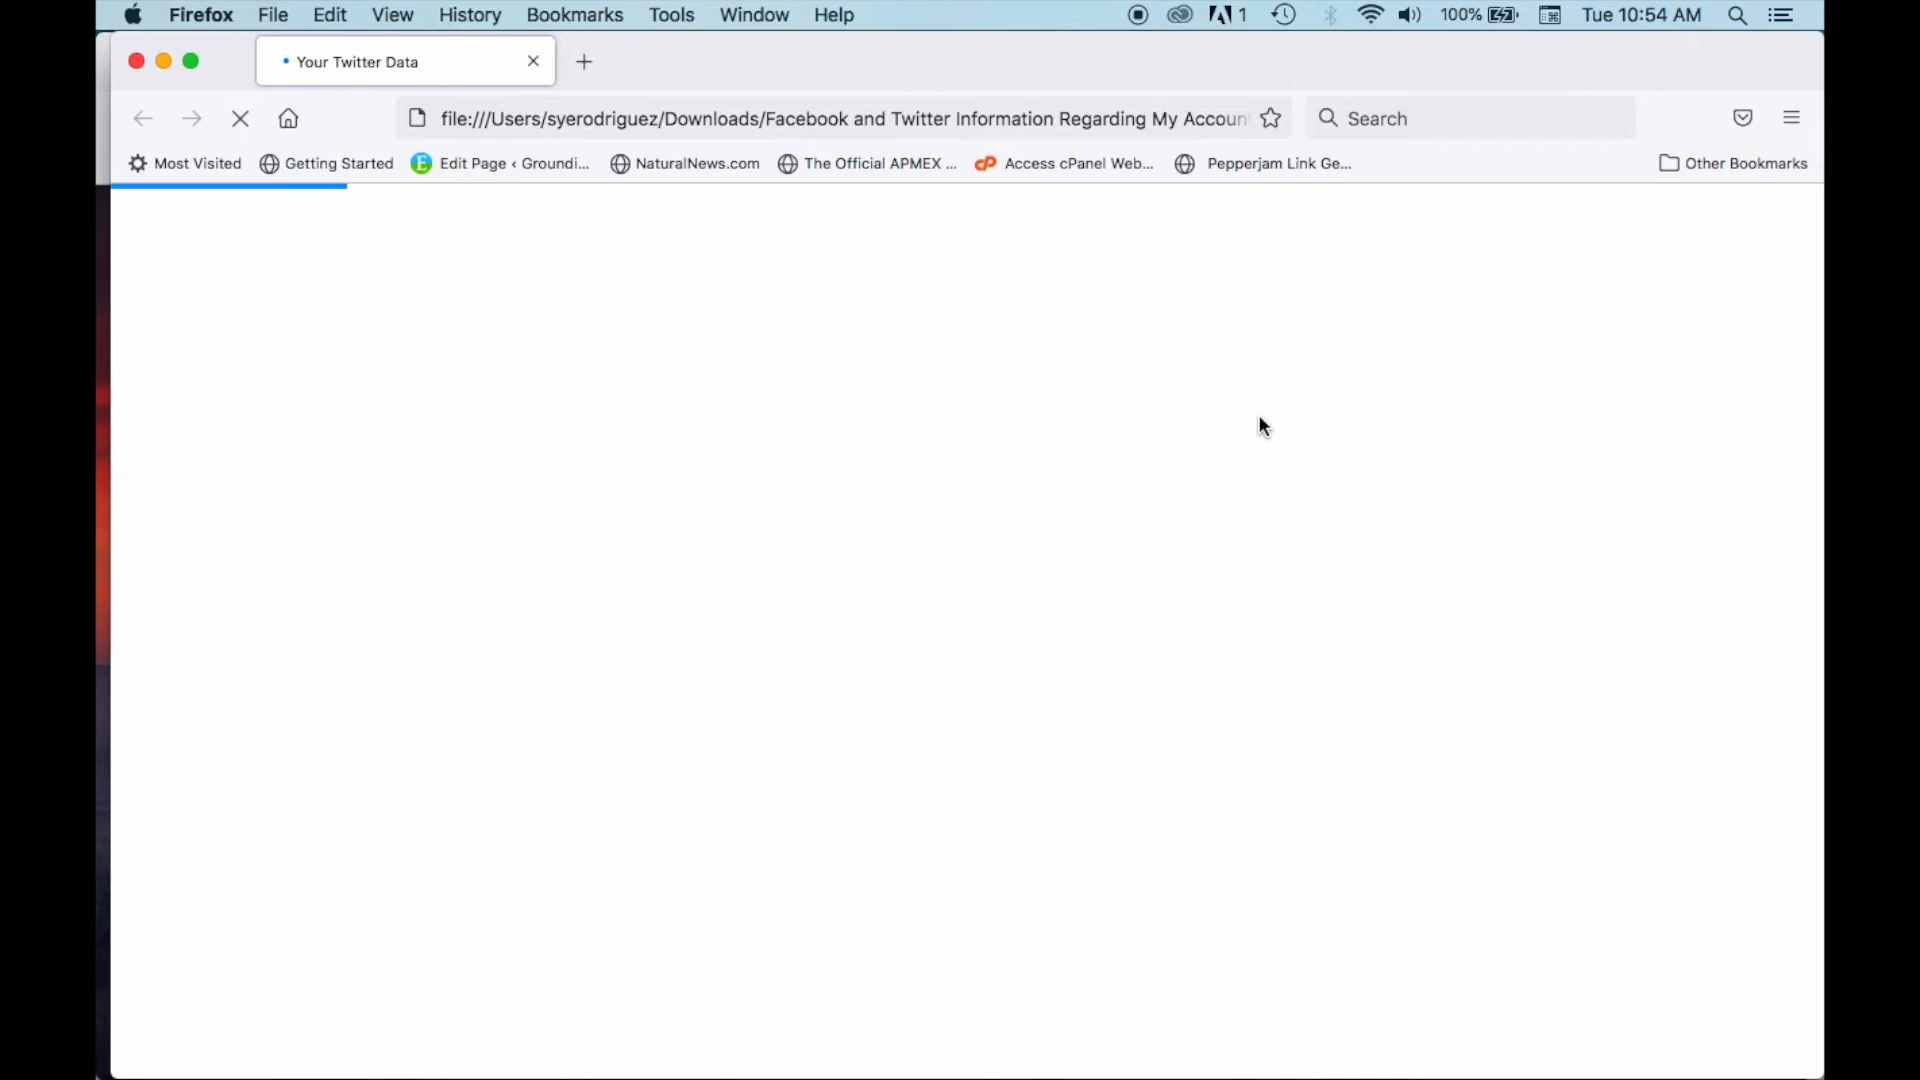 Firefox File Edit View History Bookmarks Tools Window Help 1 100% Tue 10:54 AM
Your Twitter Data
file:///Users/syerodriguez/Downloads/Facebook and Twitter Information Regarding My Accoun Search
Most Visited Getting Started Edit Page ‹ Groundi... NaturalNews.com The Official APMEX ... cP Access cPanel Web... Pepperjam Link Ge... Other Bookmarks